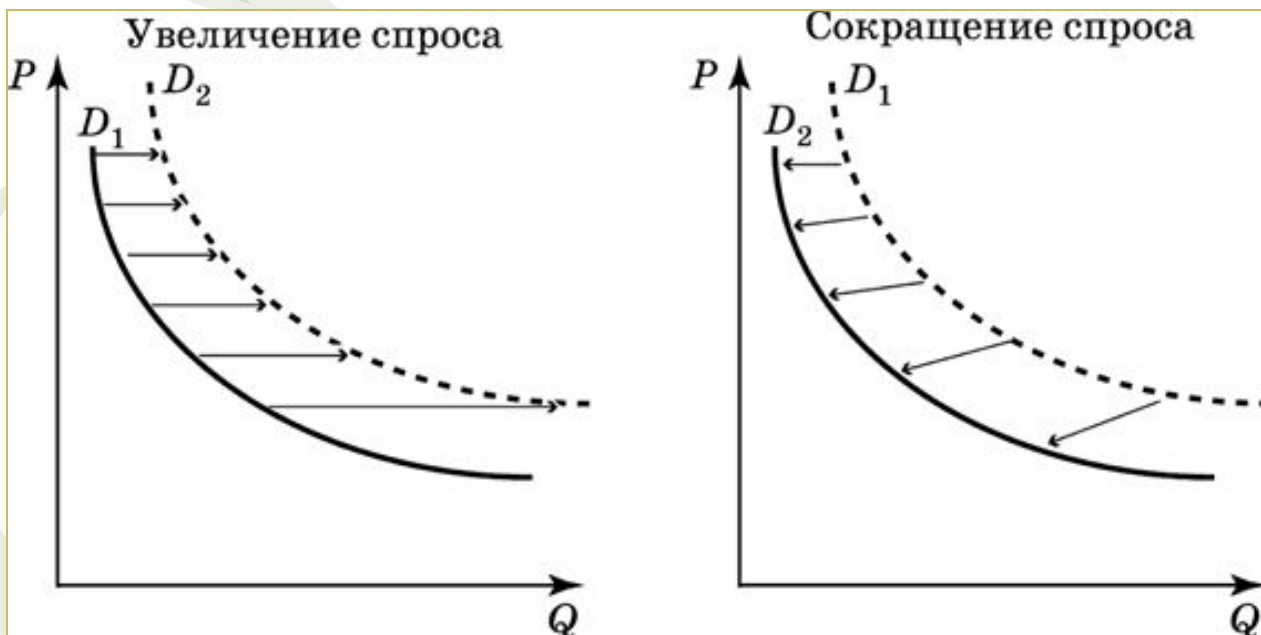 Увеличение спроса
P
D₂
D₁
Q
Сокращение спроса
P
D₁
D₂
Q